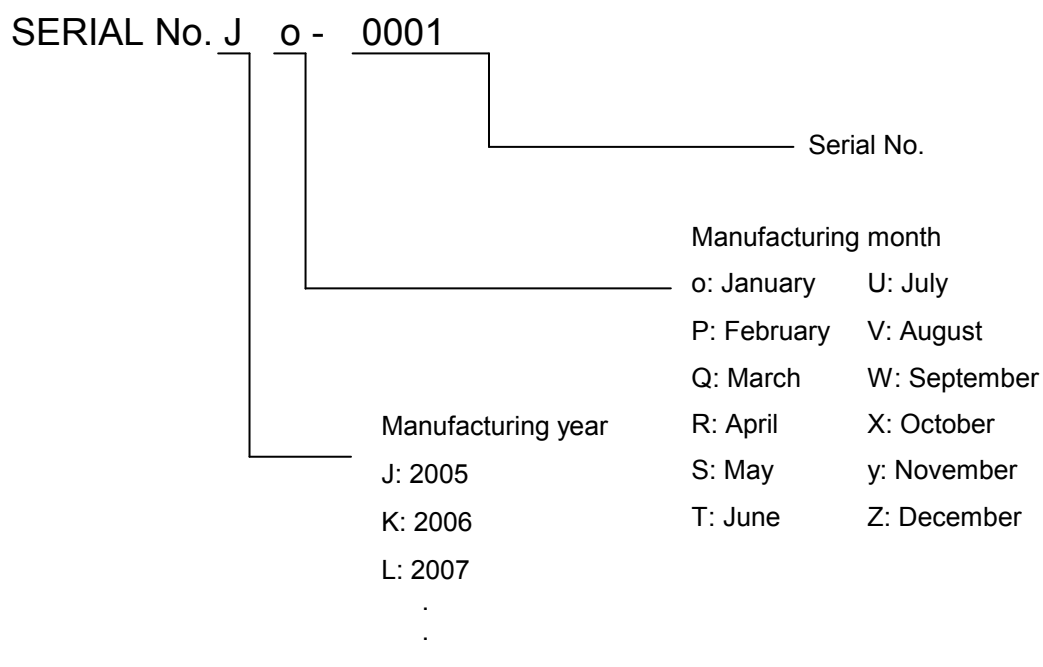 SERIAL No. J o - 0001
Serial No.
Manufacturing month
o: January U: July
P: February V: August
Q: March W: September
R: April X: October
S: May y: November
T: June Z: December
Manufacturing year
J: 2005
K: 2006
L: 2007
.
.